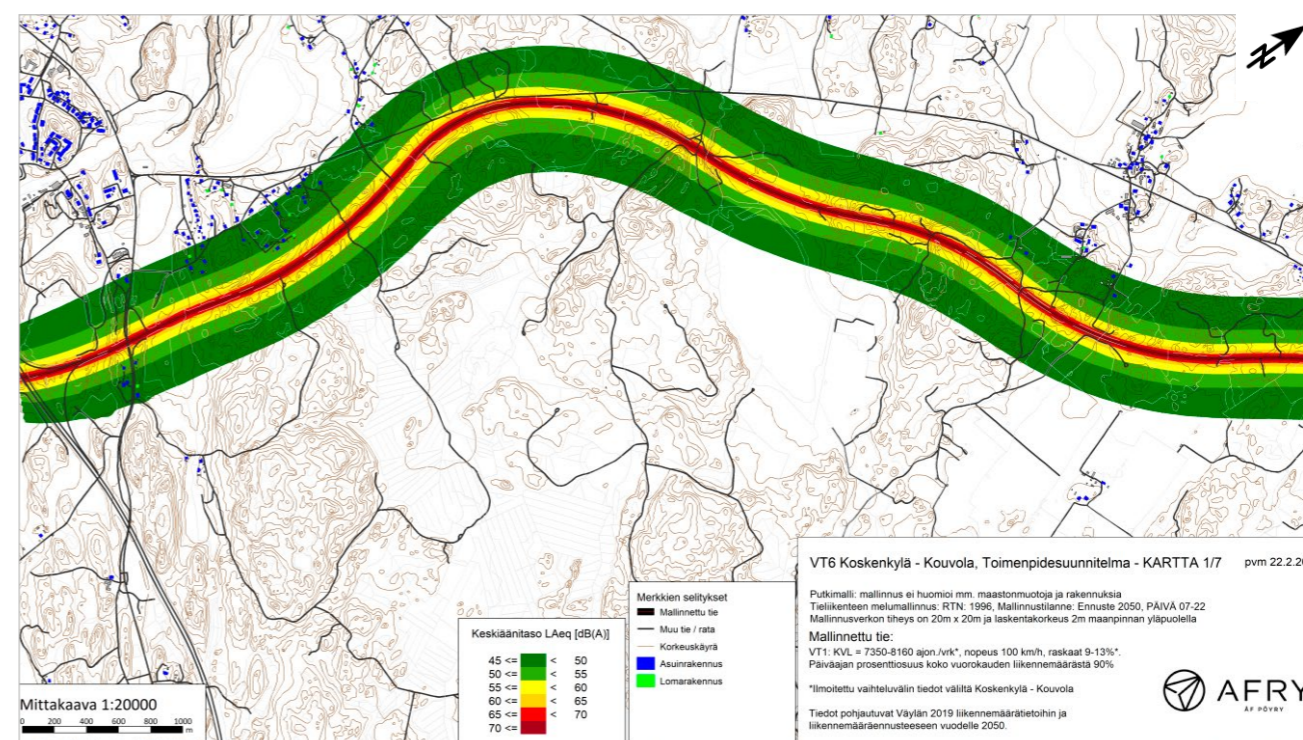 Z
Mittakaava 1:20000
0 200 400 600 800 1000
m
Keskiäänitaso LAeq [dB(A)]
45 <= < 50
50 <= < 55
55 <= < 60
60 <= < 65
65 <= < 70
70 <=
Merkkien selitykset
Mallinnettu tie
Muu tie / rata
Korkeuskäyrä
Asuinrakennus
Lomarakennus
VT6 Koskenkylä - Kouvola, Toimenpidesuunnitelma - KARTTA 1/7 pvm 22.2.20
Putkimalli: mallinnus ei huomioi mm. maastonmuotoja ja rakennuksia
Tieliikenteen melumallinnus: RTN: 1996, Mallinnustilanne: Ennuste 2050, PÄIVÄ 07-22
Mallinnusverkon tiheys on 20m x 20m ja laskentakorkeus 2m maanpinnan yläpuolella
Mallinnettu tie:
VT1: KVL = 7350-8160 ajon./vrk*, nopeus 100 km/h, raskaat 9-13%*.
Päiväajan prosenttiosuus koko vuorokauden liikennemäärästä 90%
*Ilmoitettu vaihteluvälin tiedot väliltä Koskenkylä - Kouvola
Tiedot pohjautuvat Väylän 2019 liikennemäärätietoihin ja
liikennemääräennusteeseen vuodelle 2050.
AFRY
ÅF PÖYRY